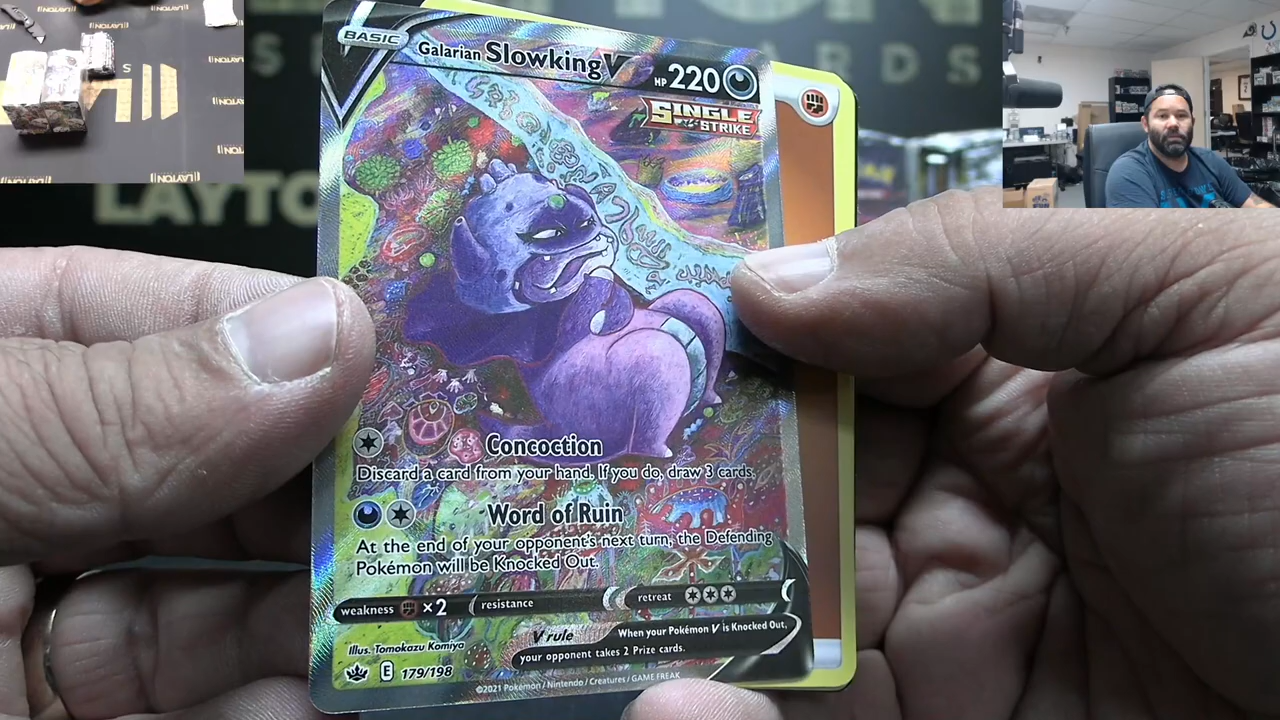 BASIC Galarian Slowking V HP 220
SINGLE
STRIKE
Concoction
Discard a card from your hand. If you do, draw 3 cards.
Word of Ruin
At the end of your opponent's next turn, the Defending
Pokémon will be Knocked Out.
weakness ×2 resistance retreat
V rule When your Pokémon V is Knocked Out,
your opponent takes 2 Prize cards.
Illus. Tomokazu Komiya
E 179/198
©2021 Pokémon / Nintendo / Creatures / GAME FREAK
LAYTON
LAYTON
LAYTO